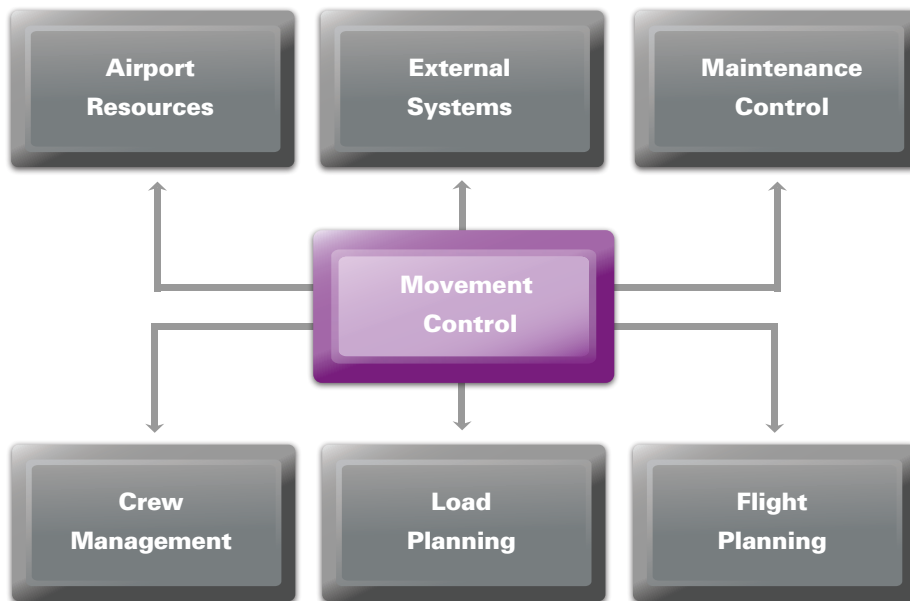 Airport
Resources
External
Systems
Maintenance
Control
Movement
Control
Crew
Management
Load
Planning
Flight
Planning